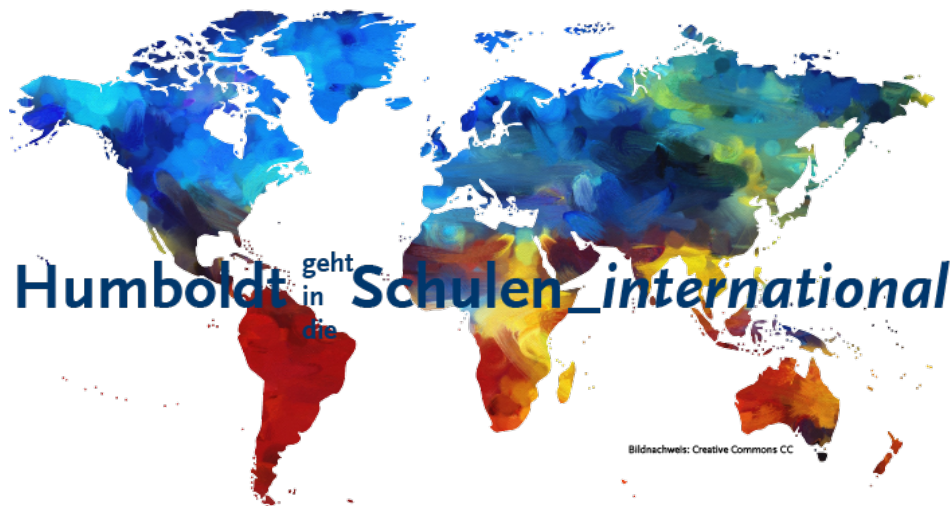 Humboldt geht in die Schulen_international
Bildnachweis: Creative Commons CC